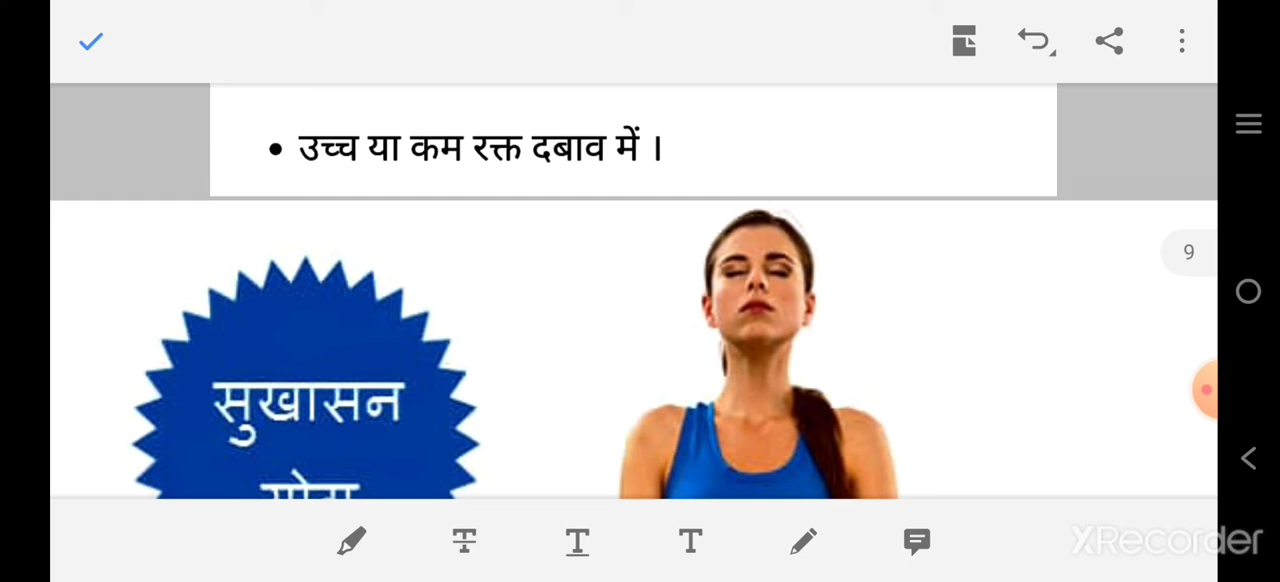 • उच्च या कम रक्त दबाव में ।
9
सुखासन
XRecorder